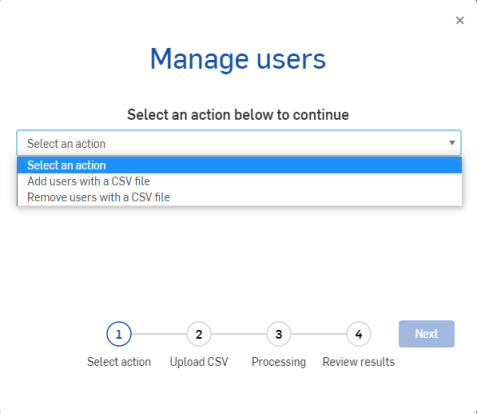 ×
Manage users
Select an action below to continue
Select an action
Select an action
Add users with a CSV file
Remove users with a CSV file
1 2 3 4 Next
Select action Upload CSV Processing Review results